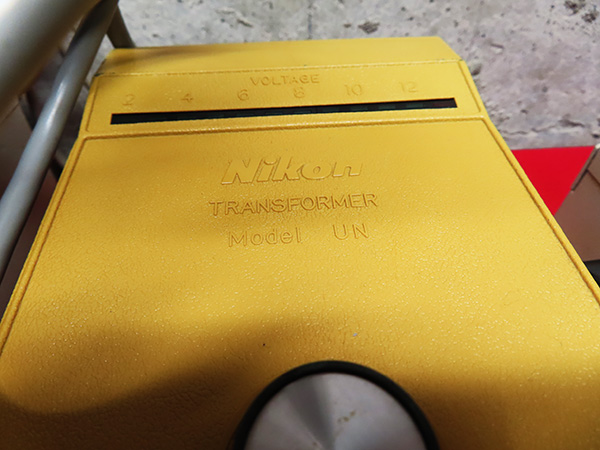 VOLTAGE
2 4 6 8 10 12
Nikon
TRANSFORMER
Model UN